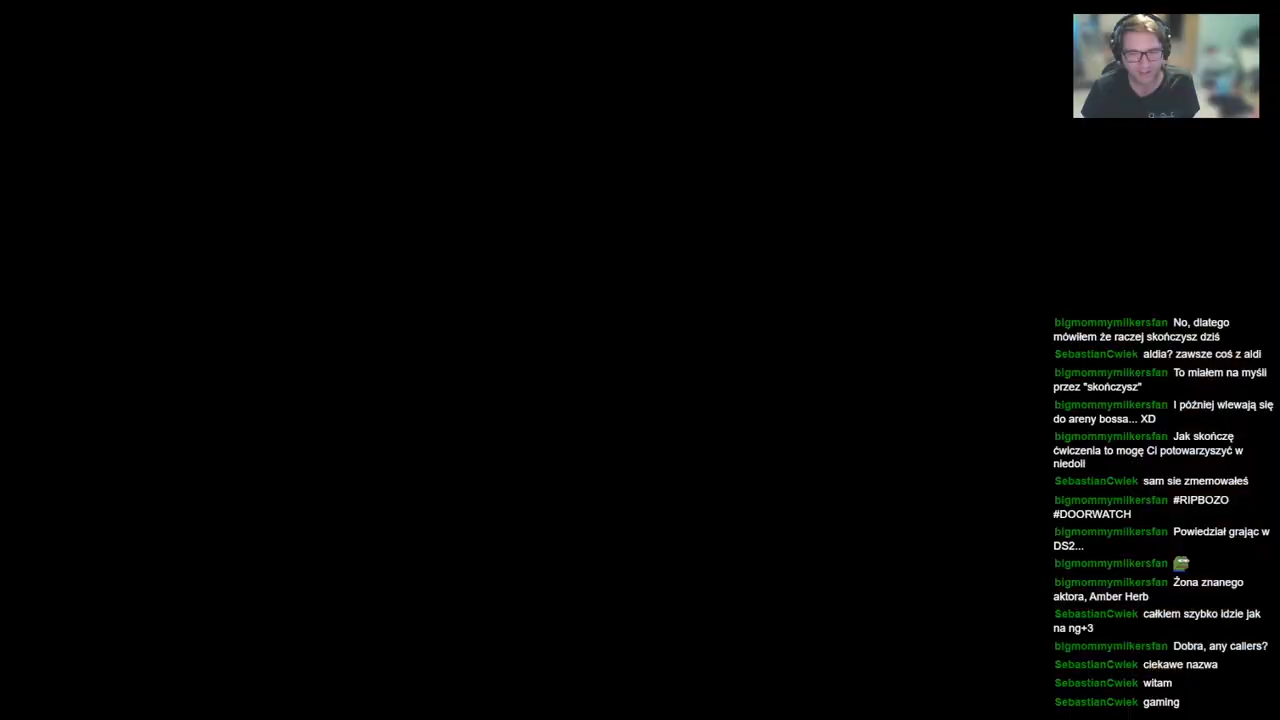 bigmommymilkersfan No, dlatego
mówiłem że raczej skończysz dziś
SebastianCwiek aldia? zawsze coś z aldi
bigmommymilkersfan To miałem na myśli
przez "skończysz"
bigmommymilkersfan I później wlewają się
do areny bossa... XD
bigmommymilkersfan Jak skończę
ćwiczenia to mogę Ci potowarzyszyć w
niedoli
SebastianCwiek sam sie zmemowałeś
bigmommymilkersfan #RIPBOZO
#DOORWATCH
bigmommymilkersfan Powiedział grając w
DS2...
bigmommymilkersfan
bigmommymilkersfan Żona znanego
aktora, Amber Herb
SebastianCwiek całkiem szybko idzie jak
na ng+3
bigmommymilkersfan Dobra, any callers?
SebastianCwiek ciekawe nazwa
SebastianCwiek witam
SebastianCwiek gaming